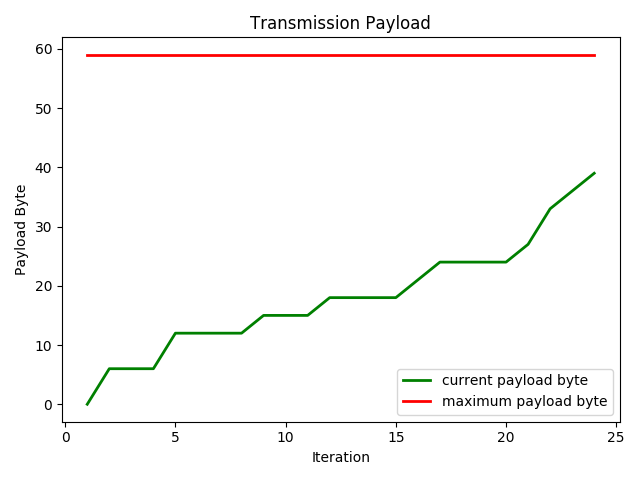 Transmission Payload
60
50
40
30
20
10
0
Payload Byte
current payload byte
maximum payload byte
0 5 10 15 20 25
Iteration